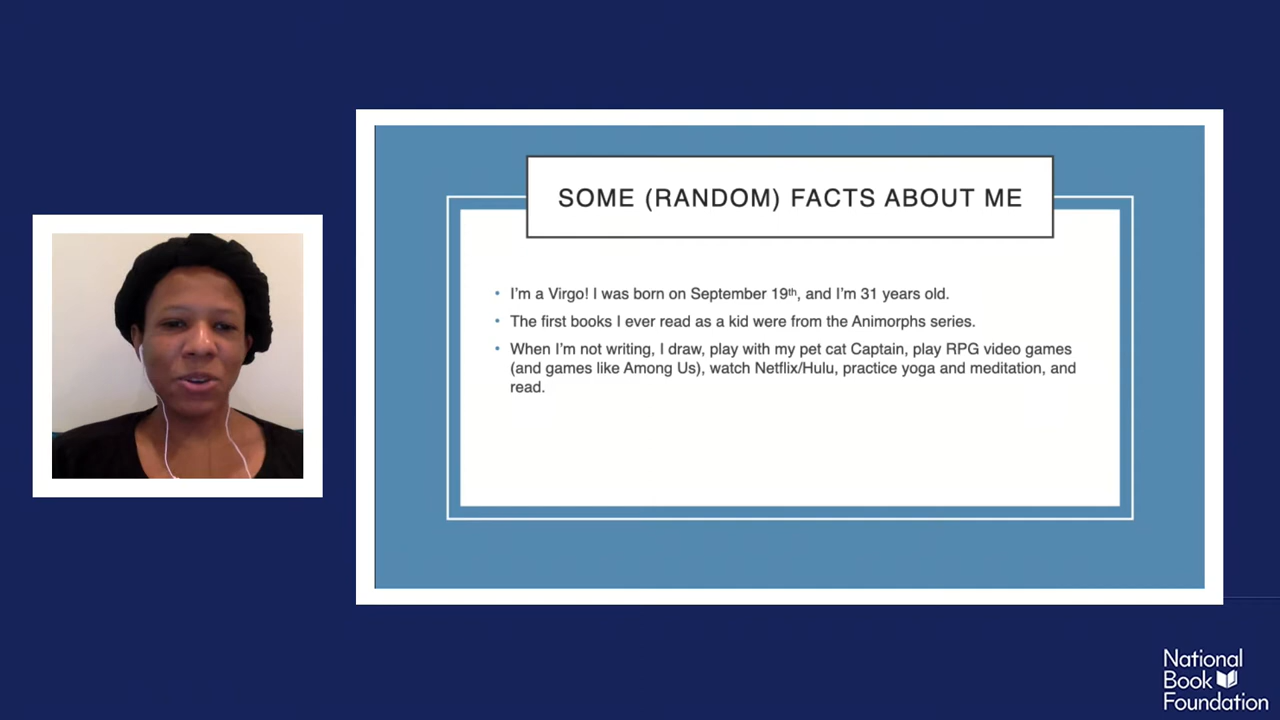 SOME (RANDOM) FACTS ABOUT ME
• I'm a Virgo! I was born on September 19th, and I'm 31 years old.
• The first books I ever read as a kid were from the Animorphs series.
• When I'm not writing, I draw, play with my pet cat Captain, play RPG video games
(and games like Among Us), watch Netflix/Hulu, practice yoga and meditation, and
read.
National
Book
Foundation